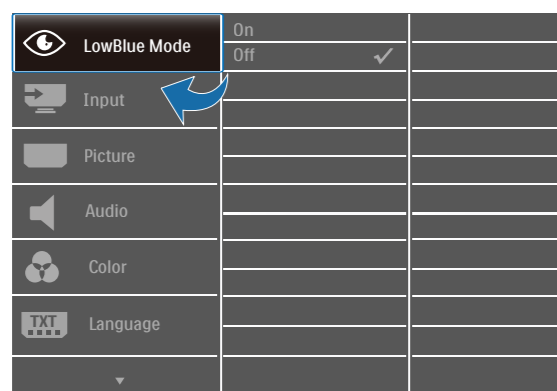 LowBlue Mode
On
Off
Input
Picture
Audio
Color
TXT
Language